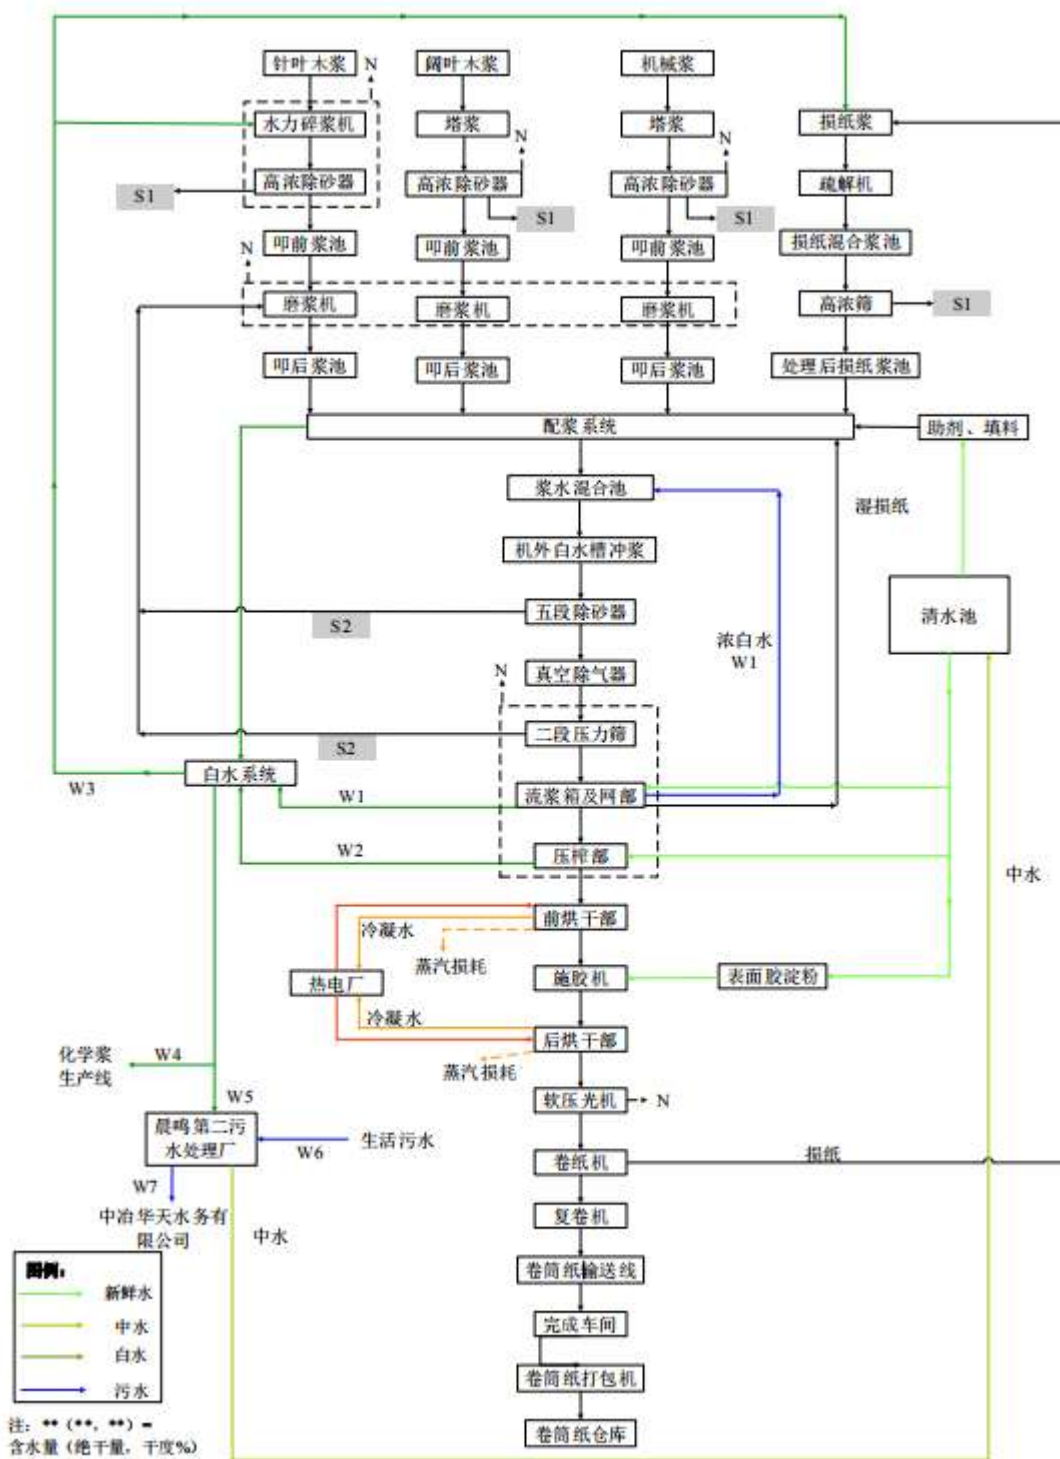 针叶木浆
N
阔叶木浆
机械浆
水力碎浆机
塔浆
N
塔浆
N
损纸浆
高浓除砂器
高浓除砂器
高浓除砂器
疏解机
S1
S1
S1
叩前浆池
叩前浆池
叩前浆池
损纸混合浆池
N
磨浆机
磨浆机
磨浆机
高浓筛
S1
叩后浆池
叩后浆池
叩后浆池
处理后损纸浆池
配浆系统
助剂、填料
浆水混合池
湿损纸
机外白水槽冲浆
五段除砂器
清水池
S2
浓白水
W1
真空除气器
N
二段压力筛
S2
白水系统
W3
W1
流浆箱及网部
W2
压榨部
中水
前烘干部
冷凝水
蒸汽损耗
热电厂
施胶机
表面胶淀粉
冷凝水
后烘干部
蒸汽损耗
化学浆
生产线
W4
W5
软压光机
N
晨鸣第二污
水处理厂
W6
生活污水
卷纸机
损纸
W7
中冶华天水务有
限公司
中水
复卷机
卷筒纸输送线
完成车间
卷筒纸打包机
卷筒纸仓库
图例：
新鲜水
中水
白水
污水
注：**（**，**）=
含水量（绝干量，干度%）